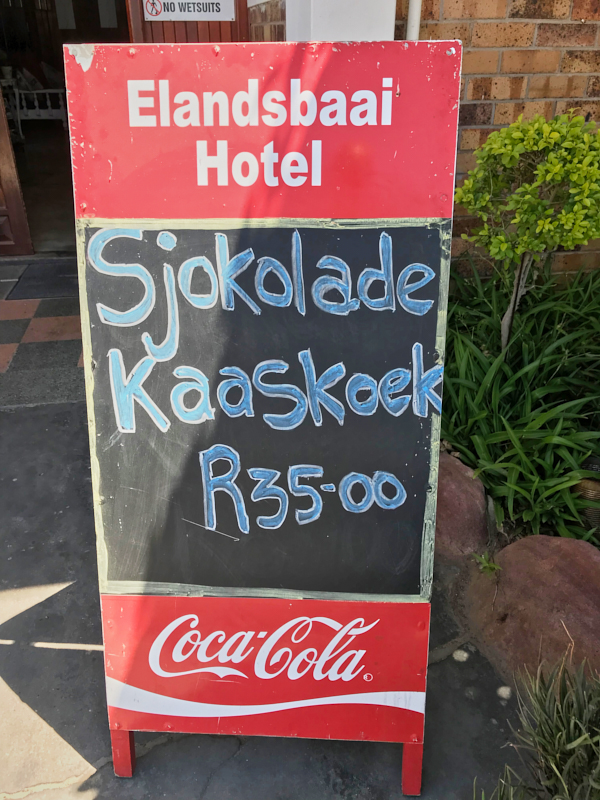 NO WETSUITS
Elandsbaai
Hotel
Sjokolade
Kaaskoek
R35-00
Coca-Cola